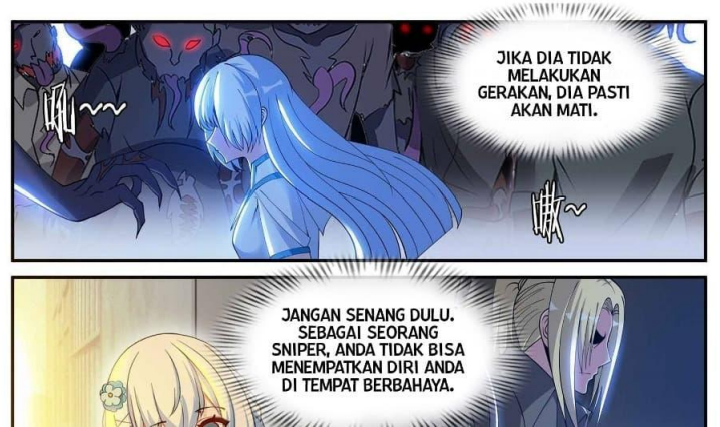 JIKA DIA TIDAK
MELAKUKAN
GERAKAN, DIA PASTI
AKAN MATI.
嗷~
JANGAN SENANG DULU.
SEBAGAI SEORANG
SNIPER, ANDA TIDAK BISA
MENEMPATKAN DIRI ANDA
DI TEMPAT BERBAHAYA.